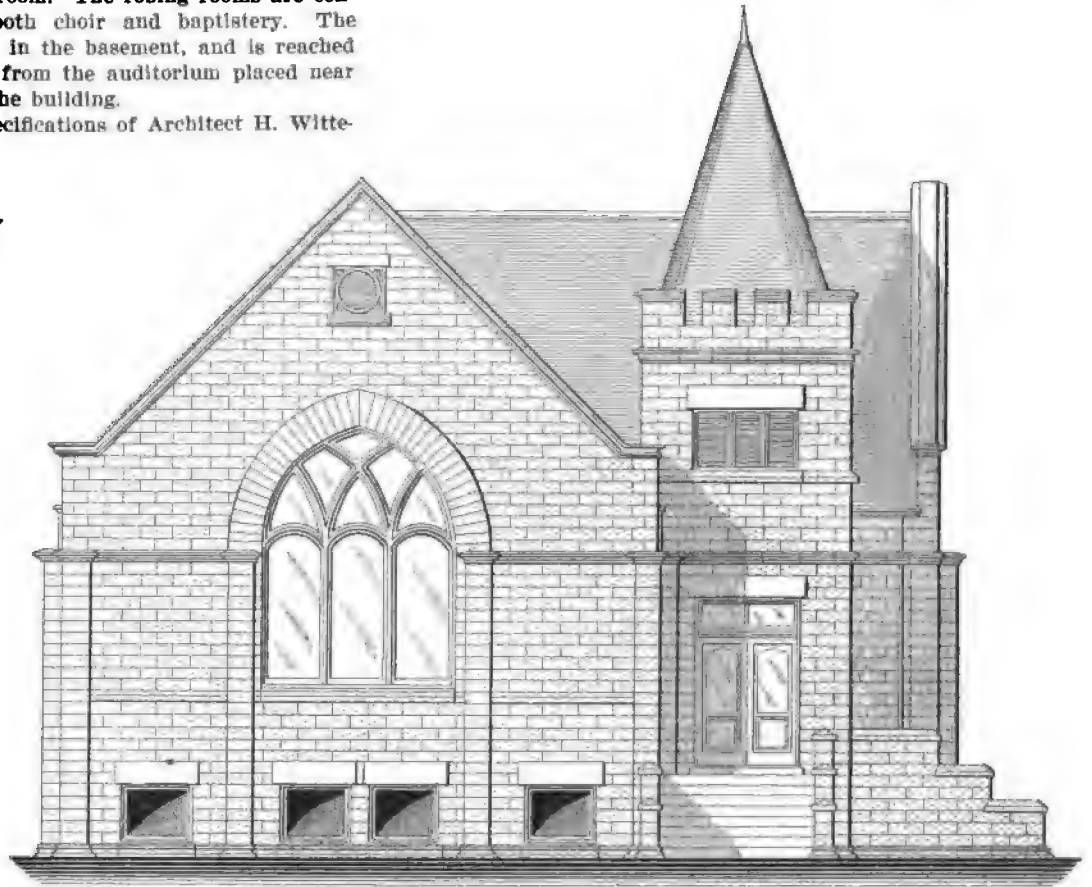 room. The robing rooms are con-
both choir and baptistery. The
in the basement, and is reached
from the auditorium placed near
he building.
ecifications of Architect H. Witte-